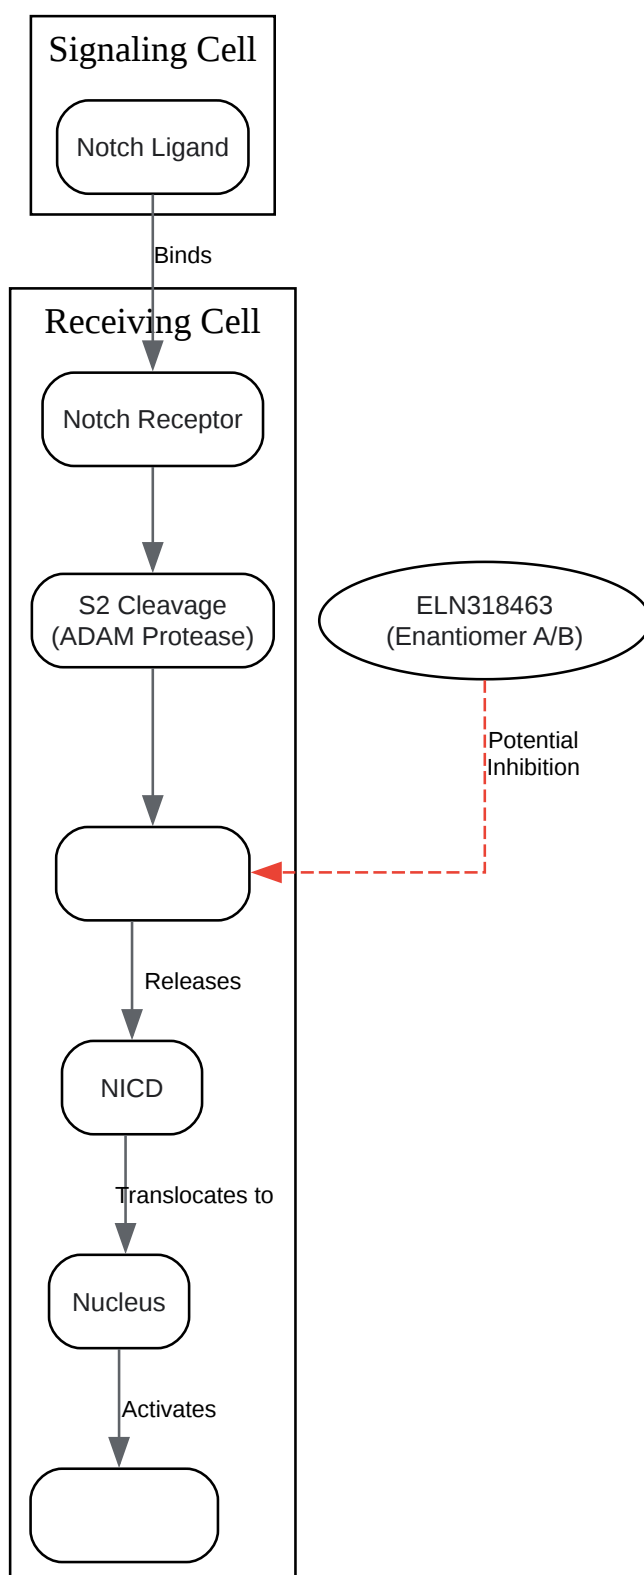 Signaling Cell
Notch Ligand
Binds
Receiving Cell
Notch Receptor
S2 Cleavage
(ADAM Protease)
ELN318463
(Enantiomer A/B)
Potential
Inhibition
Releases
NICD
Translocates to
Nucleus
Activates